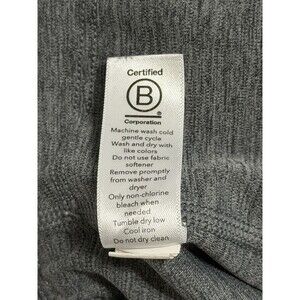 Certified
B
Corporation
Machine wash cold
gentle cycle
Wash and dry with
like colors
Do not use fabric
softener
Remove promptly
from washer and
dryer
Only non-chlorine
bleach when
needed
Tumble dry low
Cool iron
Do not dry clean